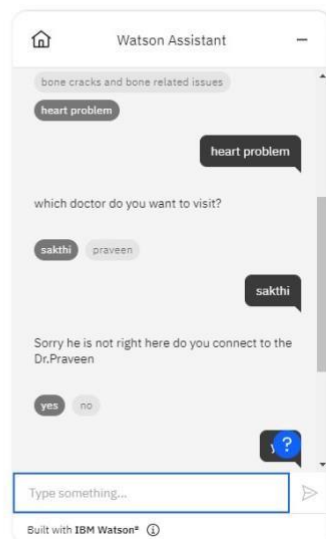 Watson Assistant
bone cracks and bone related issues
heart problem
heart problem
which doctor do you want to visit?
sakthi praveen
sakthi
Sorry he is not right here do you connect to the
Dr.Praveen
yes no
?
Type something...
Built with IBM Watson®